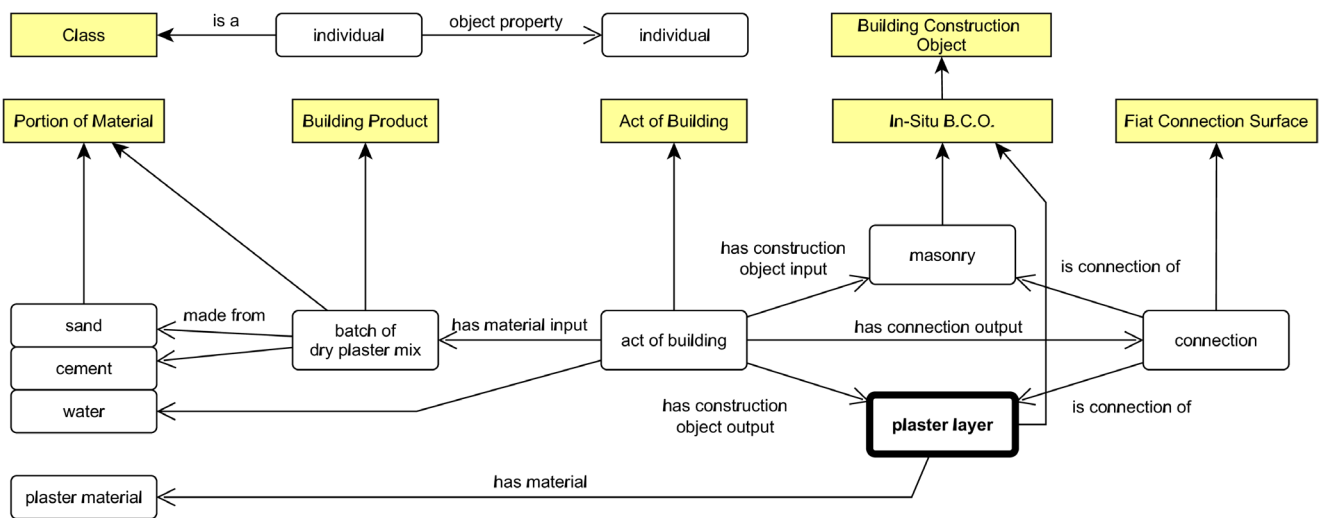 Class
is a
individual
object property
individual
Building Construction
Object
Portion of Material
Building Product
Act of Building
In-Situ B.C.O.
Fiat Connection Surface
masonry
has construction
object input
is connection of
sand
made from
cement
water
batch of
dry plaster mix
has material input
act of building
has connection output
connection
has construction
object output
plaster layer
is connection of
plaster material
has material